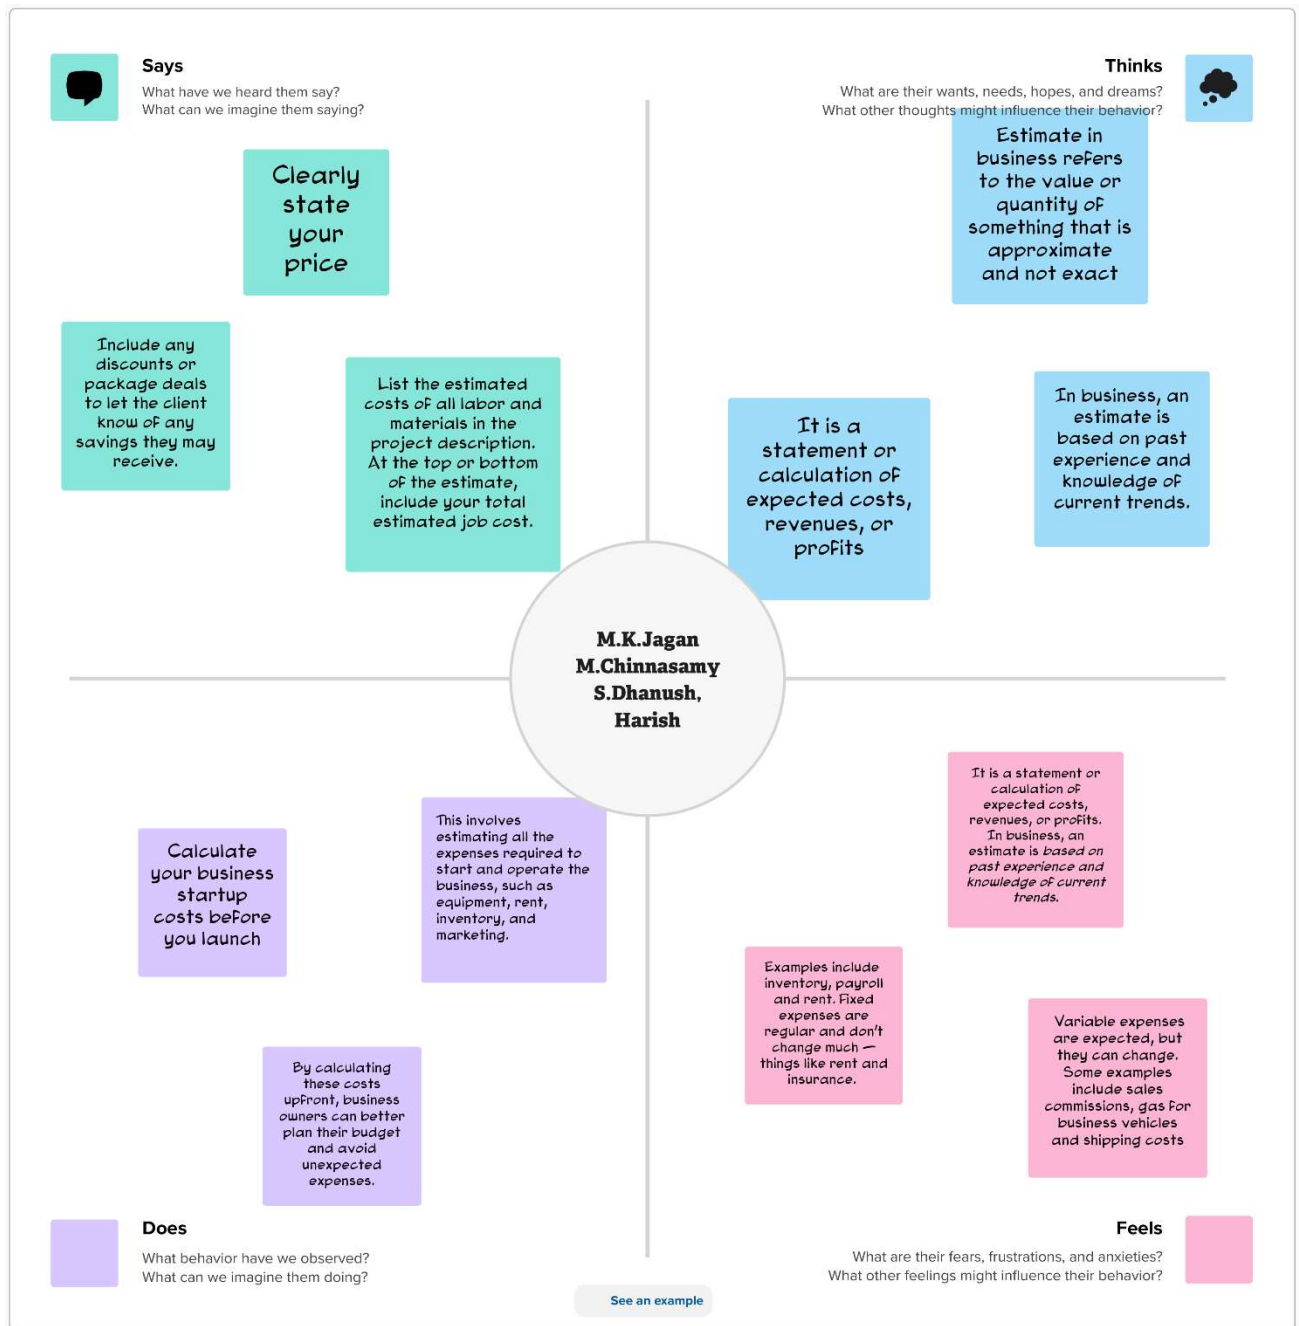 Says
What have we heard them say?
What can we imagine them saying?
Clearly
state
your
price
Include any
discounts or
package deals
to let the client
know of any
savings they may
receive.
List the estimated
costs of all labor and
materials in the
project description.
At the top or bottom
of the estimate,
include your total
estimated job cost.
Thinks
What are their wants, needs, hopes, and dreams?
What other thoughts might influence their behavior?
Estimate in
business refers
to the value or
quantity of
something that is
approximate
and not exact
It is a
statement or
calculation of
expected costs,
revenues, or
profits
In business, an
estimate is
based on past
experience and
knowledge of
current trends.
M.K.Jagan
M.Chinnasamy
S.Dhanush,
Harish
Calculate
your business
startup
costs before
you launch
This involves
estimating all the
expenses required to
start and operate the
business, such as
equipment, rent,
inventory, and
marketing.
By calculating
these costs
upfront, business
owners can better
plan their budget
and avoid
unexpected
expenses.
Does
What behavior have we observed?
What can we imagine them doing?
It is a statement or
calculation of
expected costs,
revenues, or profits.
In business, an
estimate is based on
past experience and
knowledge of current
trends.
Examples include
inventory, payroll
and rent. Fixed
expenses are
regular and don't
change much —
things like rent and
insurance.
Variable expenses
are expected, but
they can change.
Some examples
include sales
commissions, gas for
business vehicles
and shipping costs
Feels
What are their fears, frustrations, and anxieties?
What other feelings might influence their behavior?
See an example